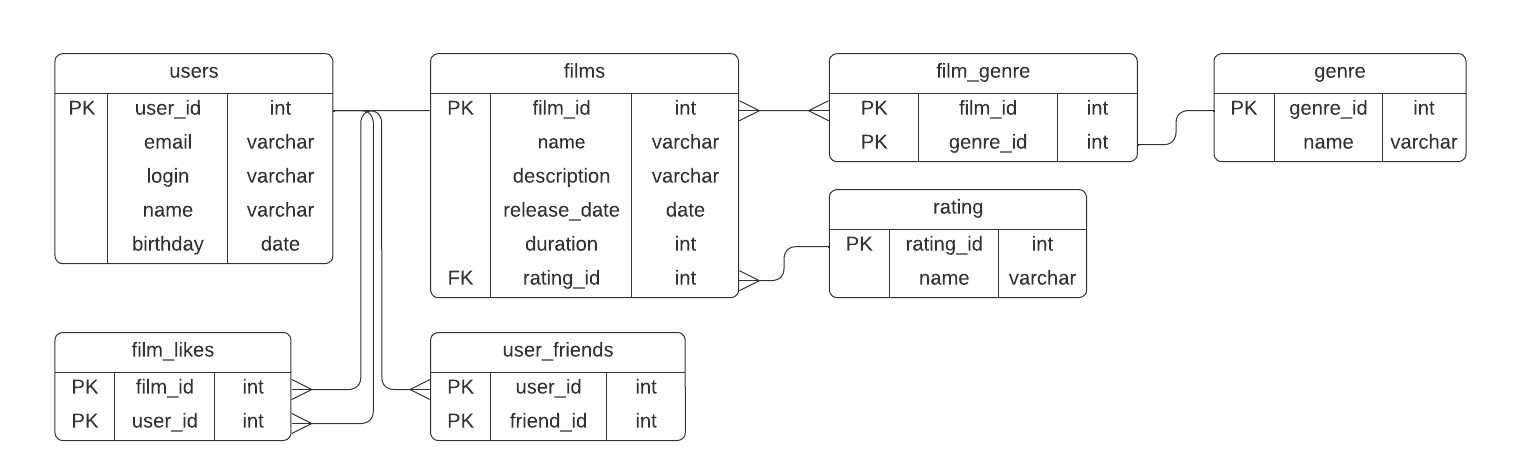 users
PK user_id int
email varchar
login varchar
name varchar
birthday date
films
PK film_id int
name varchar
description varchar
release_date date
duration int
FK rating_id int
film_genre
PK film_id int
PK genre_id int
genre
PK genre_id int
name varchar
rating
PK rating_id int
name varchar
film_likes
PK film_id int
PK user_id int
user_friends
PK user_id int
PK friend_id int